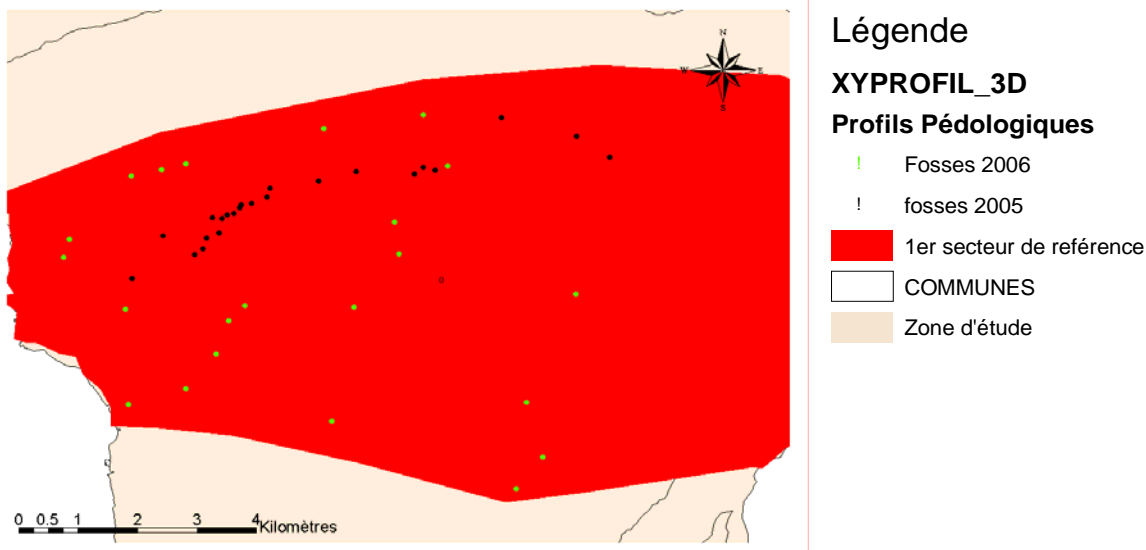 N
W E
S
0 0.5 1 2 3 4
Kilomètres
Légende
XYPROFIL_3D
Profils Pédologiques
! Fosses 2006
! fosses 2005
1er secteur de reférence
COMMUNES
Zone d'étude